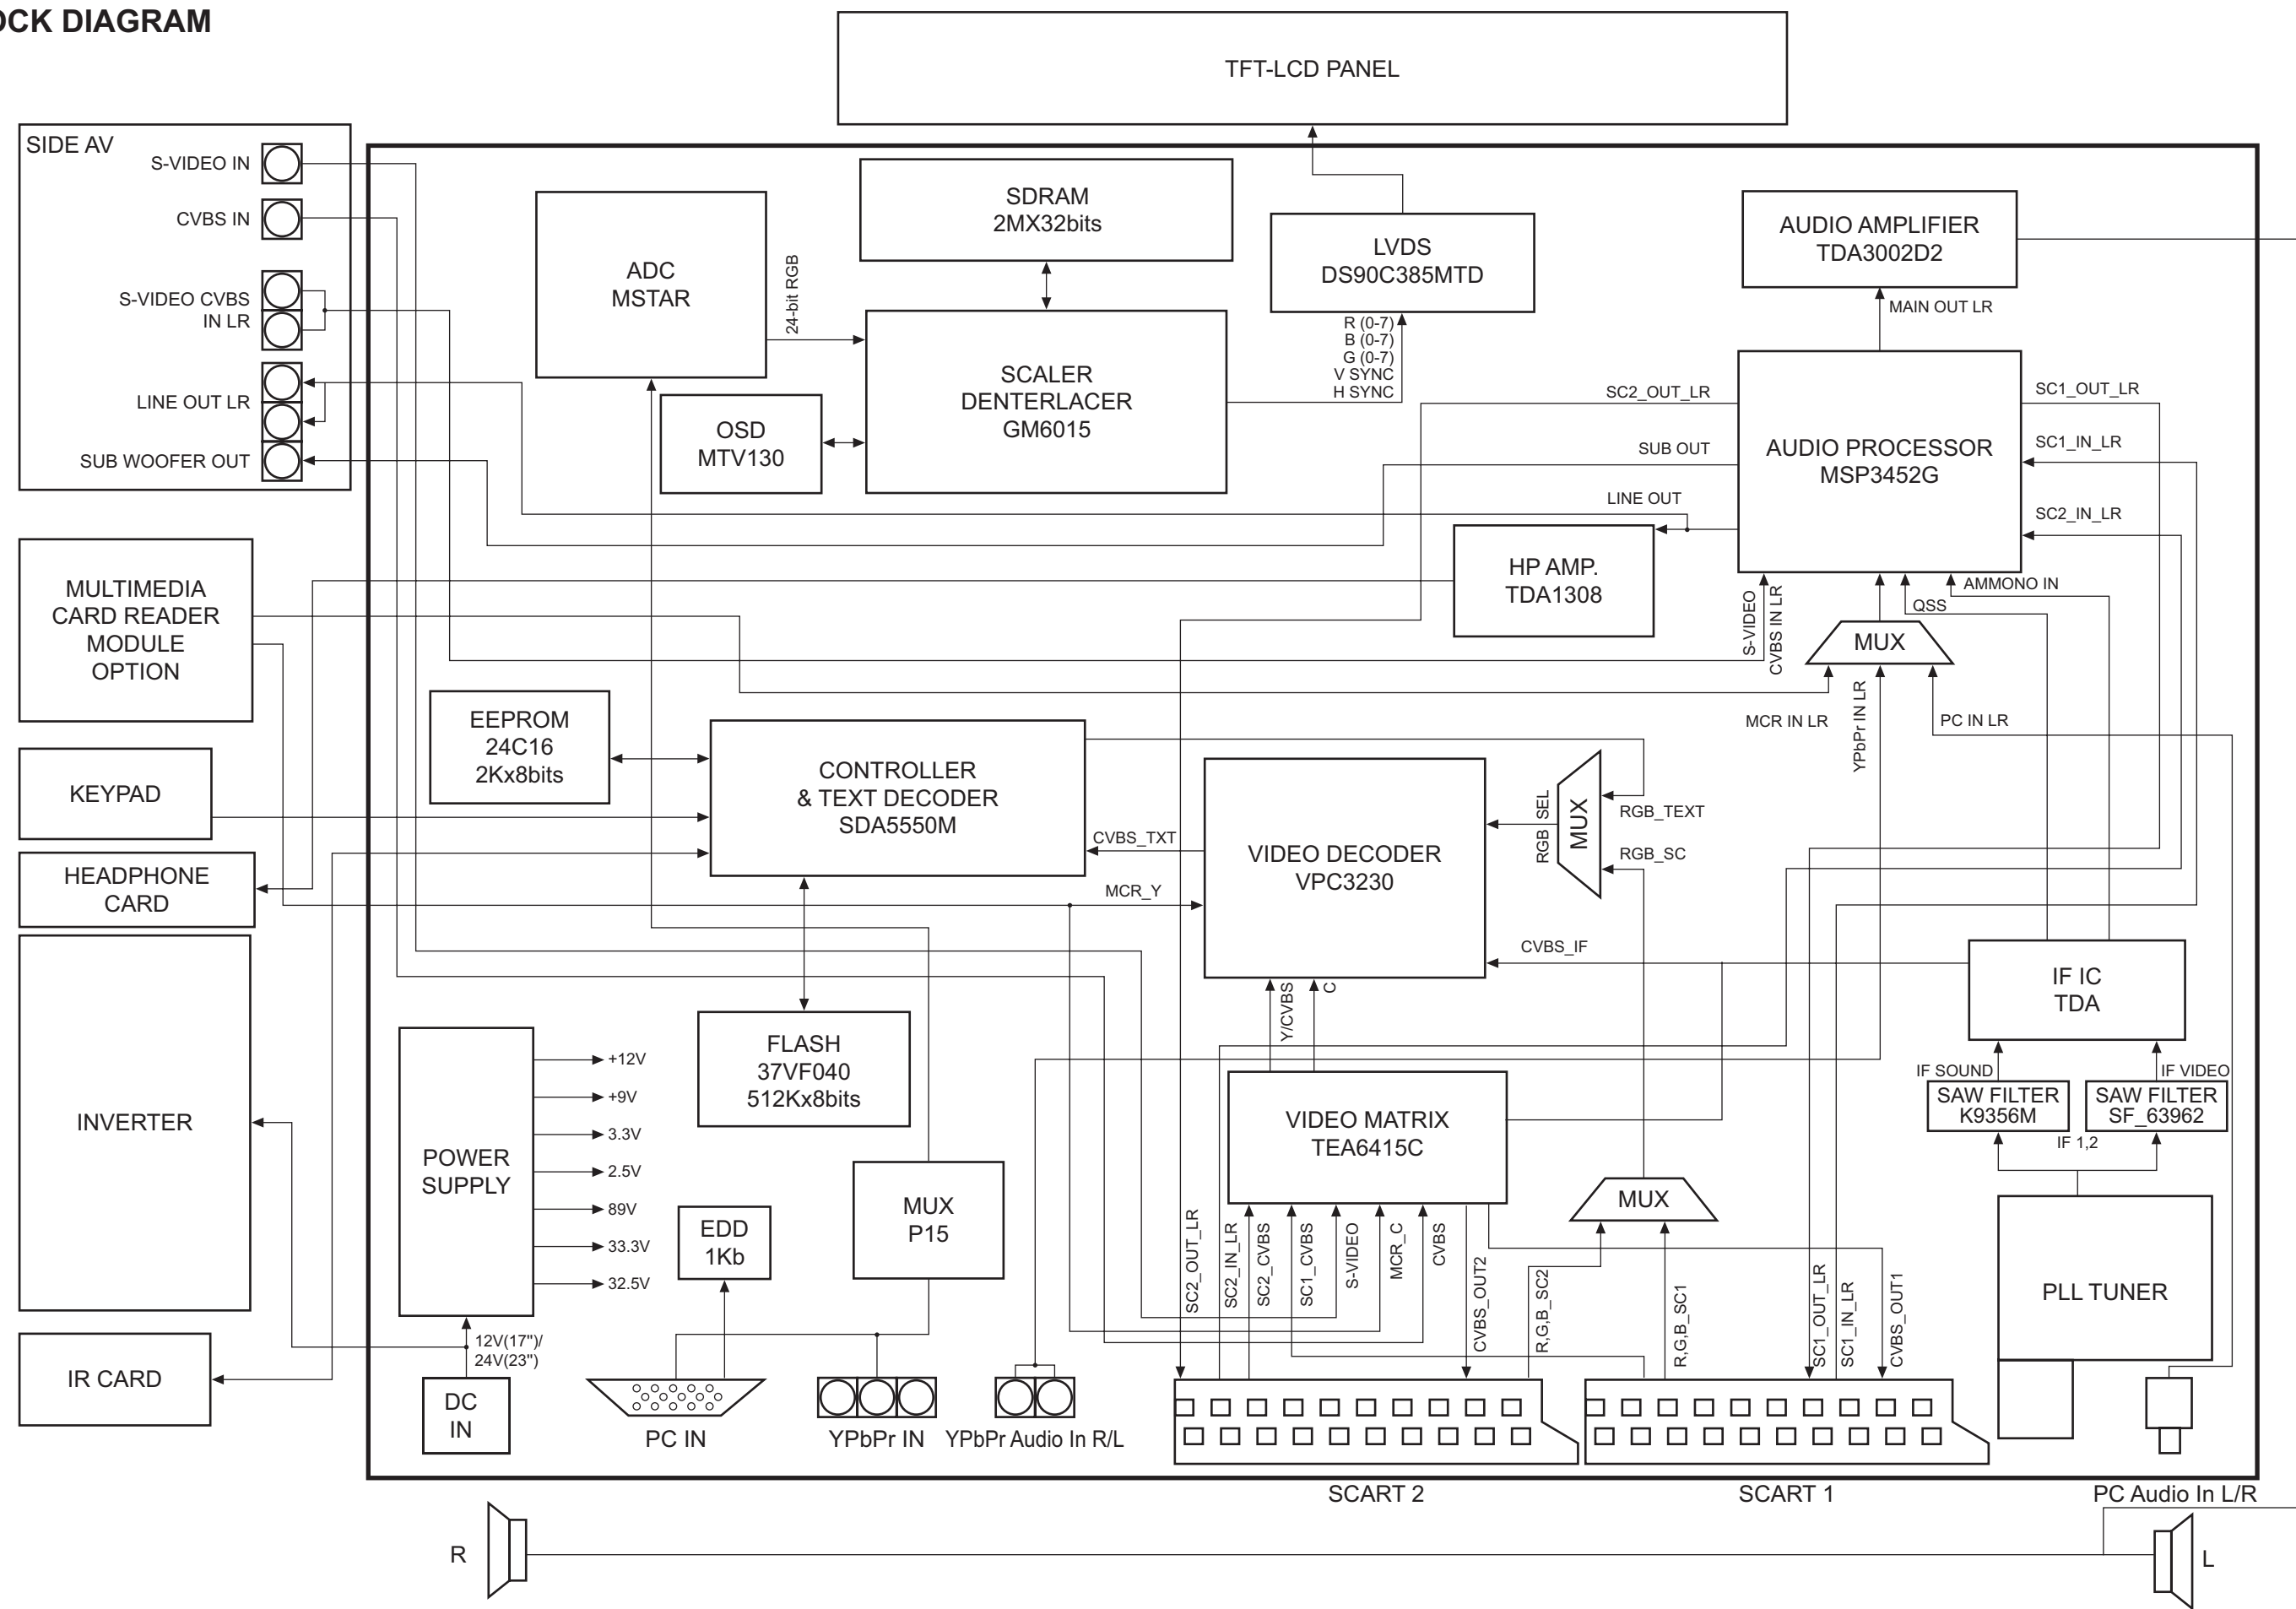 OCK DIAGRAM
TFT-LCD PANEL
SIDE AV
S-VIDEO IN
CVBS IN
S-VIDEO CVBS
IN LR
LINE OUT LR
SUB WOOFER OUT
ADC
MSTAR
24-bit RGB
SDRAM
2MX32bits
LVDS
DS90C385MTD
R (0-7)
B (0-7)
G (0-7)
V SYNC
H SYNC
SCALER
DENTERLACER
GM6015
OSD
MTV130
AUDIO AMPLIFIER
TDA3002D2
MAIN OUT LR
AUDIO PROCESSOR
MSP3452G
SC2_OUT_LR
SUB OUT
LINE OUT
SC1_OUT_LR
SC1_IN_LR
SC2_IN_LR
HP AMP.
TDA1308
S-VIDEO
CVBS IN LR
QSS
AMMONO IN
MUX
MCR IN LR
YPbPr IN LR
PC IN LR
MULTIMEDIA
CARD READER
MODULE
OPTION
KEYPAD
HEADPHONE
CARD
INVERTER
IR CARD
EEPROM
24C16
2Kx8bits
CONTROLLER
& TEXT DECODER
SDA5550M
CVBS_TXT
MCR_Y
VIDEO DECODER
VPC3230
RGB SEL
MUX
RGB_TEXT
RGB_SC
CVBS_IF
Y/CVBS
C
IF IC
TDA
IF SOUND
IF VIDEO
SAW FILTER
K9356M
SAW FILTER
SF_63962
IF 1,2
PLL TUNER
FLASH
37VF040
512Kx8bits
POWER
SUPPLY
+12V
+9V
3.3V
2.5V
89V
33.3V
32.5V
12V(17")/
24V(23")
DC
IN
EDD
1Kb
MUX
P15
VIDEO MATRIX
TEA6415C
MUX
SC2_OUT_LR
SC2_IN_LR
SC2_CVBS
SC1_CVBS
S-VIDEO
MCR_C
CVBS
CVBS_OUT2
R,G,B_SC2
R,G,B_SC1
SC1_OUT_LR
SC1_IN_LR
CVBS_OUT1
PC IN
YPbPr IN
YPbPr Audio In R/L
SCART 2
SCART 1
PC Audio In L/R
R
L